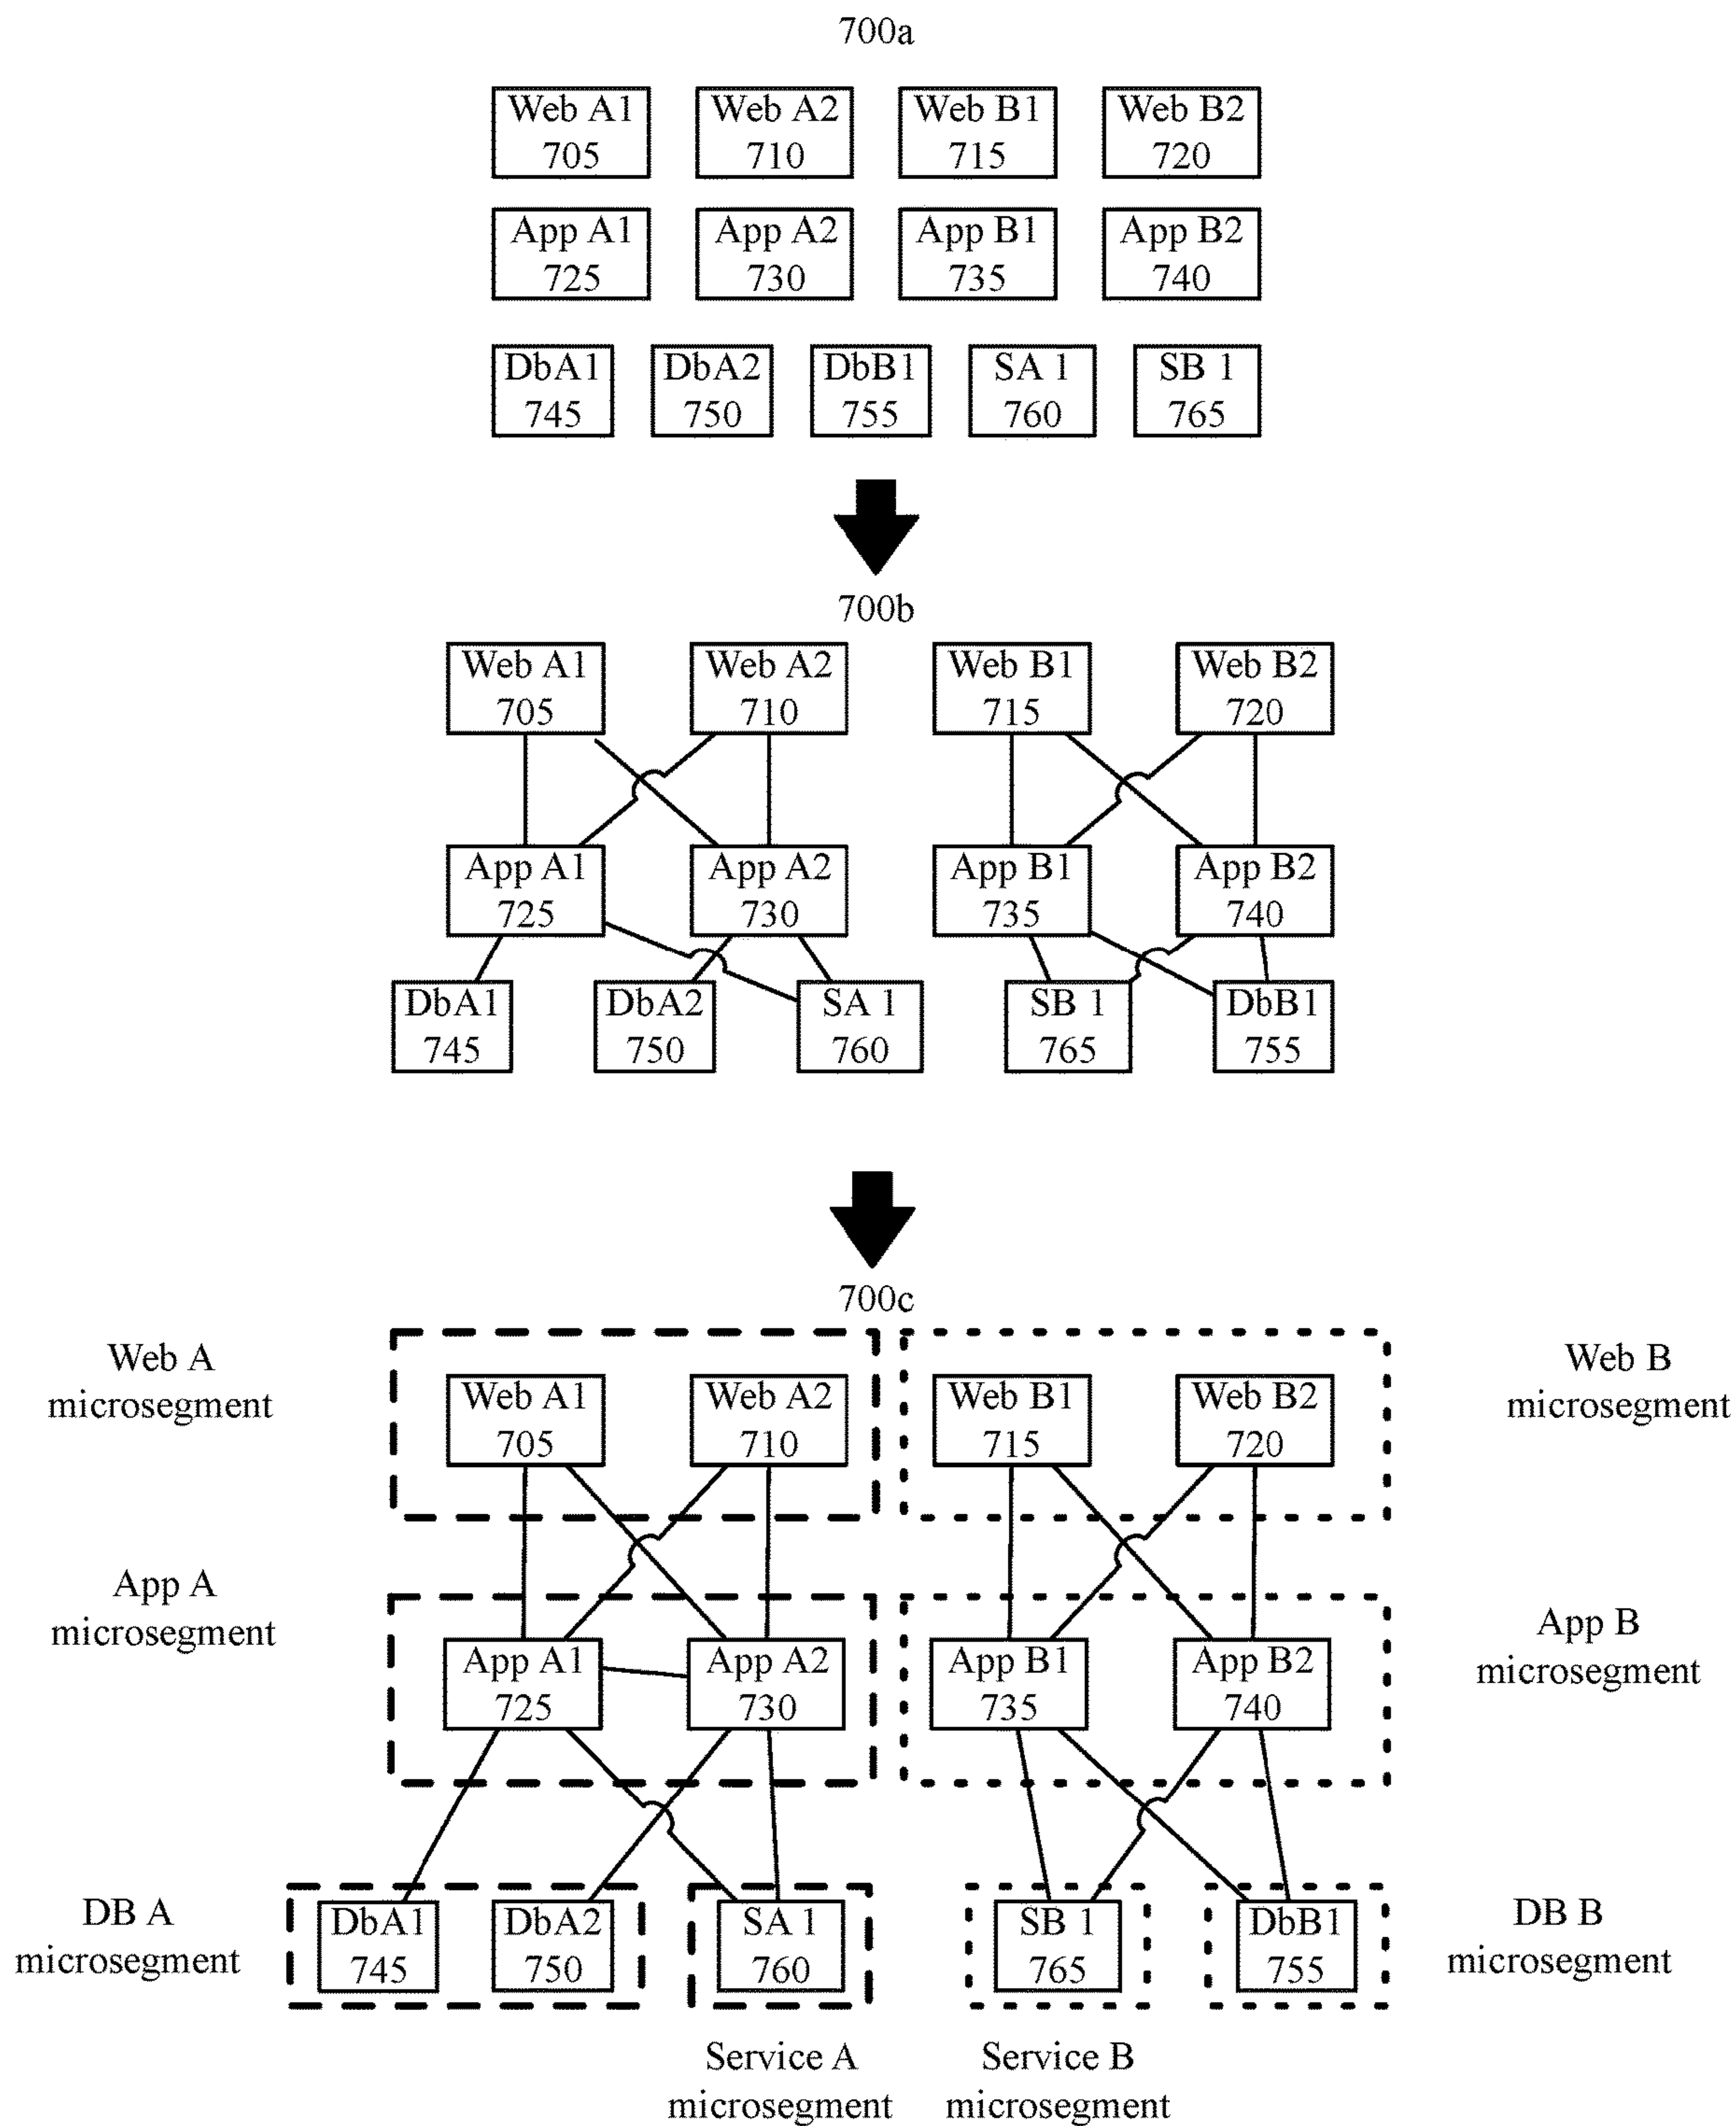 700a
Web A1
705
Web A2
710
Web B1
715
Web B2
720
App A1
725
App A2
730
App B1
735
App B2
740
DbA1
745
DbA2
750
DbB1
755
SA 1
760
SB 1
765
700b
Web A1
705
Web A2
710
Web B1
715
Web B2
720
App A1
725
App A2
730
App B1
735
App B2
740
DbA1
745
DbA2
750
SA 1
760
SB 1
765
DbB1
755
700c
Web A
microsegment
Web A1
705
Web A2
710
Web B1
715
Web B2
720
Web B
microsegment
App A
microsegment
App A1
725
App A2
730
App B1
735
App B2
740
App B
microsegment
DB A
microsegment
DbA1
745
DbA2
750
SA 1
760
SB 1
765
DbB1
755
DB B
microsegment
Service A
microsegment
Service B
microsegment